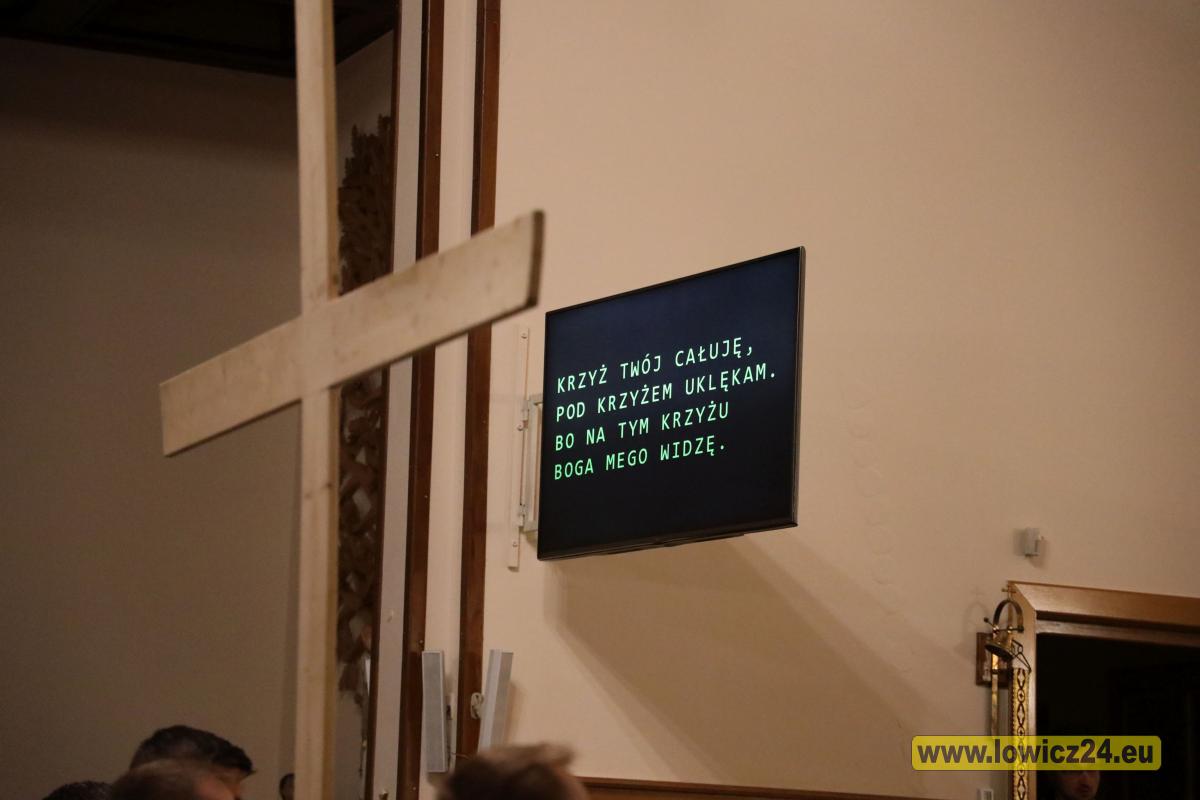 KRZYŻ TWÓJ CAŁUJĘ,
POD KRZYŻEM UKLĘKAM.
BO NA TYM KRZYŻU
BOGA MEGO WIDZĘ.
www.lowicz24.eu